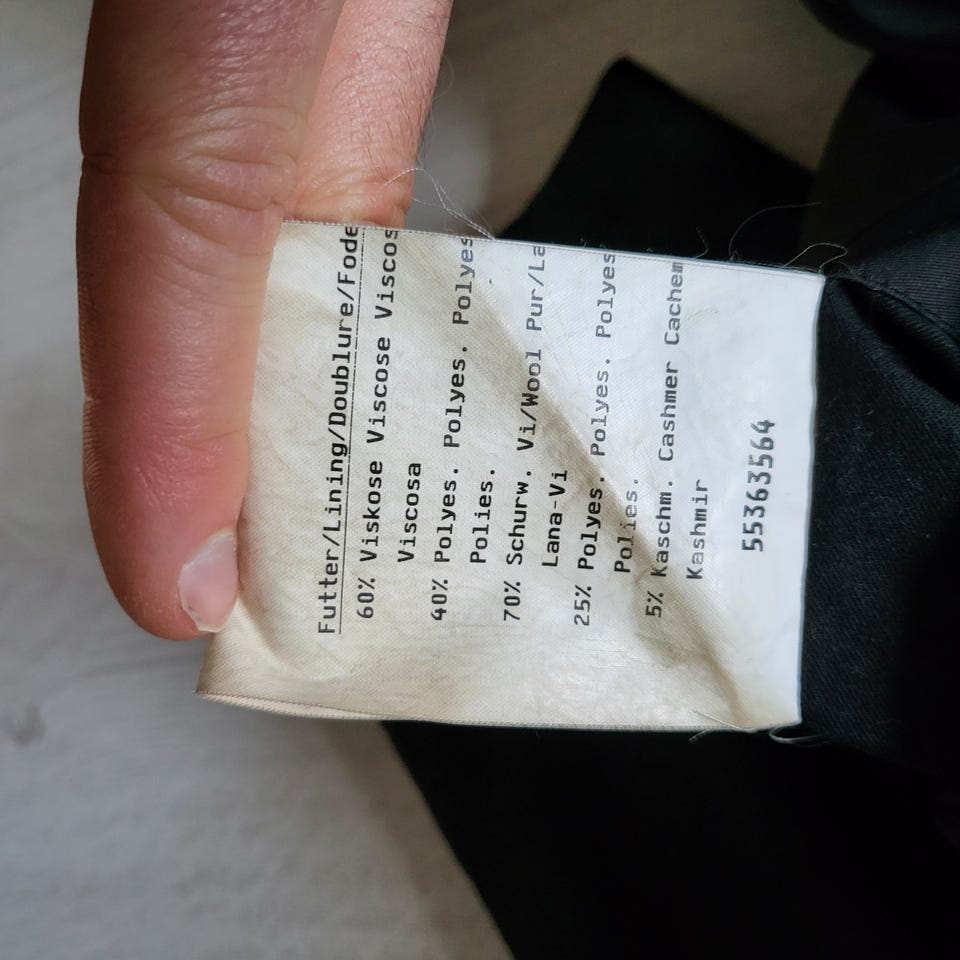 Futter/Lining/Doublure/Fode
60% Viskose Viscose Viscos
Viscosa
40% Polyes. Polyes. Polyes
Polies.
70% Schurw. Vi/Wool Pur/La
Lana-Vi
25% Polyes. Polyes. Polyes
Polies.
5% Kaschm. Cashmer Cachem
Kashmir
55363564